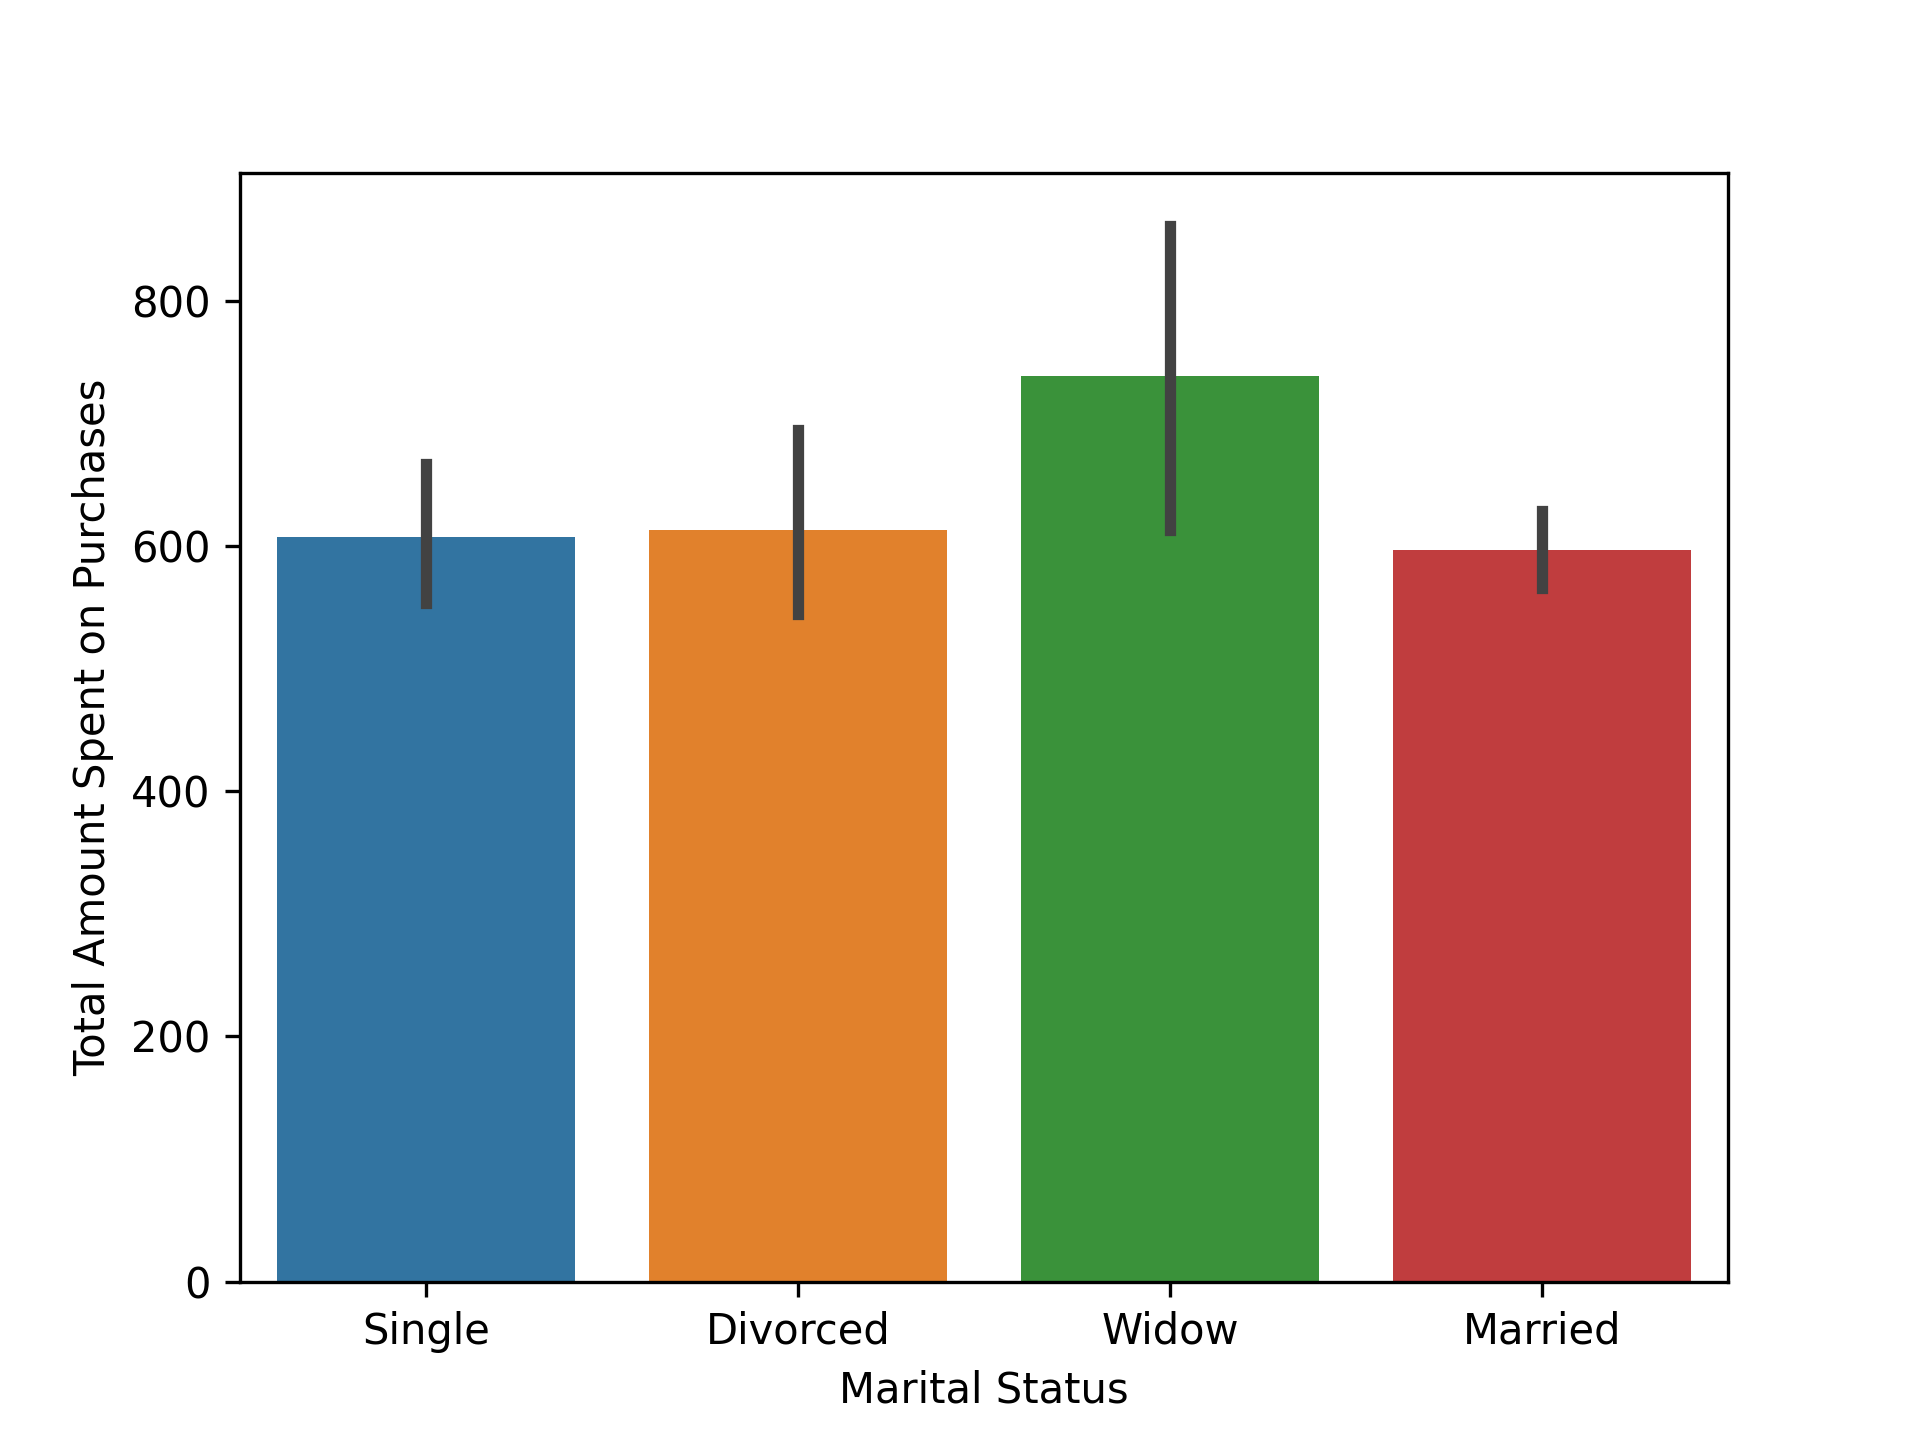 Total Amount Spent on Purchases
800
600
400
200
0
Single Divorced Widow Married
Marital Status